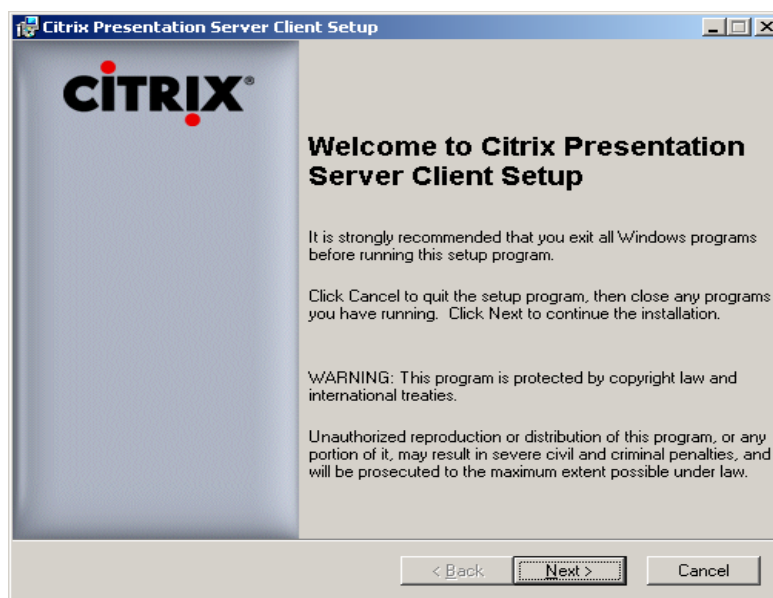 Citrix Presentation Server Client Setup
CİTRIX®
Welcome to Citrix Presentation
Server Client Setup
It is strongly recommended that you exit all Windows programs
before running this setup program.
Click Cancel to quit the setup program, then close any programs
you have running.  Click Next to continue the installation.
WARNING: This program is protected by copyright law and
international treaties.
Unauthorized reproduction or distribution of this program, or any
portion of it, may result in severe civil and criminal penalties, and
will be prosecuted to the maximum extent possible under law.
< Back
Next >
Cancel